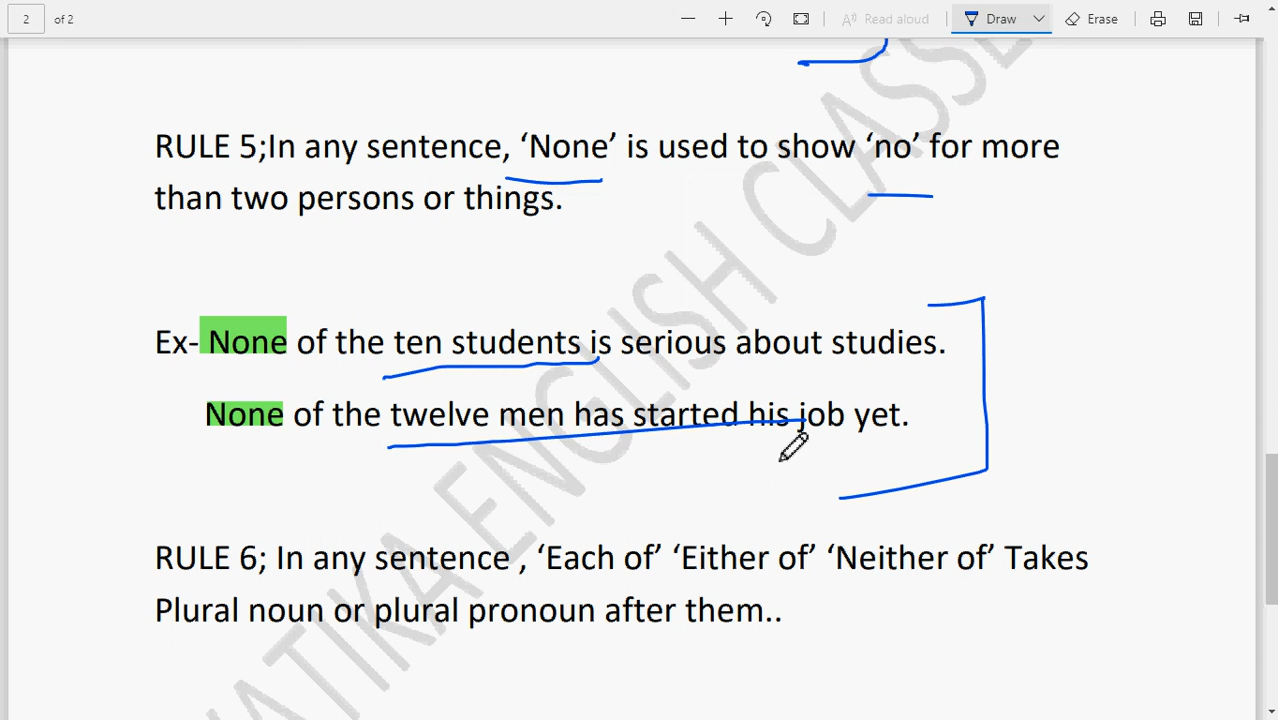 2 of 2 Read aloud Draw Erase
RULE 5;In any sentence, ‘None’ is used to show ‘no’ for more
than two persons or things.
Ex- None of the ten students is serious about studies.
None of the twelve men has started his job yet.
RULE 6; In any sentence , ‘Each of’ ‘Either of’ ‘Neither of’ Takes
Plural noun or plural pronoun after them..
ATIKA ENGLISH CLASSE